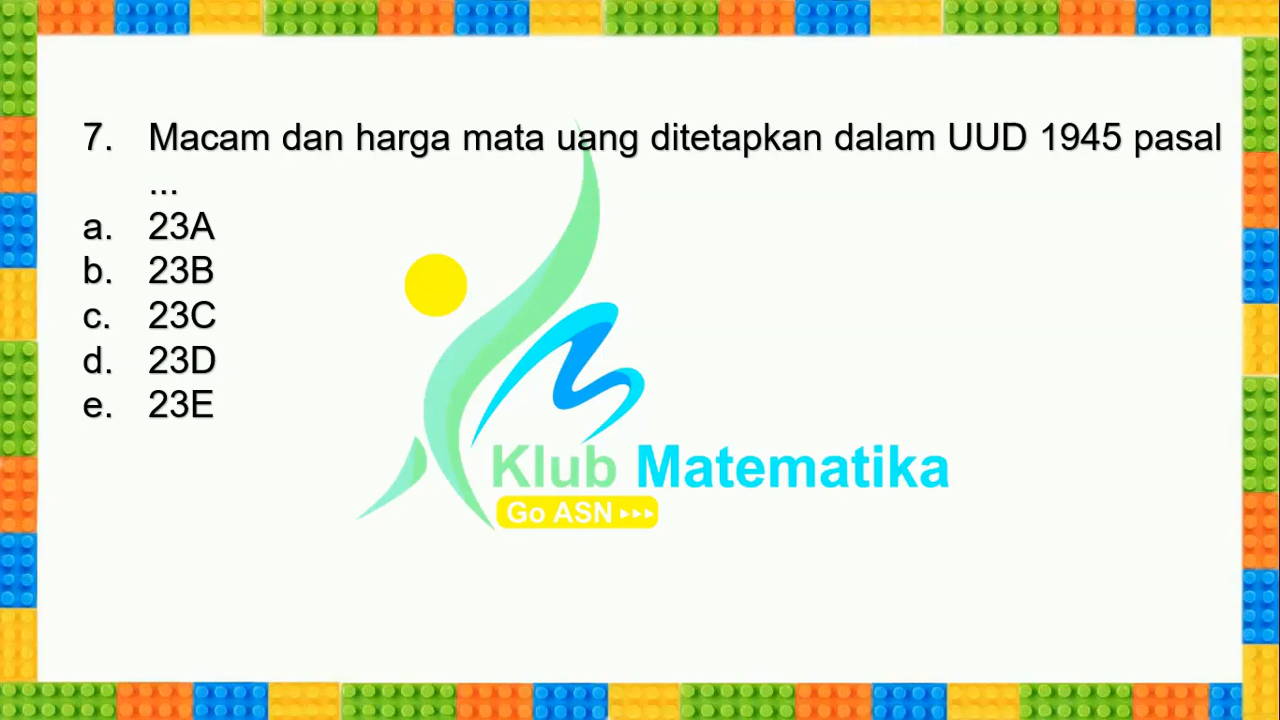 7. Macam dan harga mata uang ditetapkan dalam UUD 1945 pasal
...
a. 23A
b. 23B
c. 23C
d. 23D
e. 23E
Klub Matematika
Go ASN